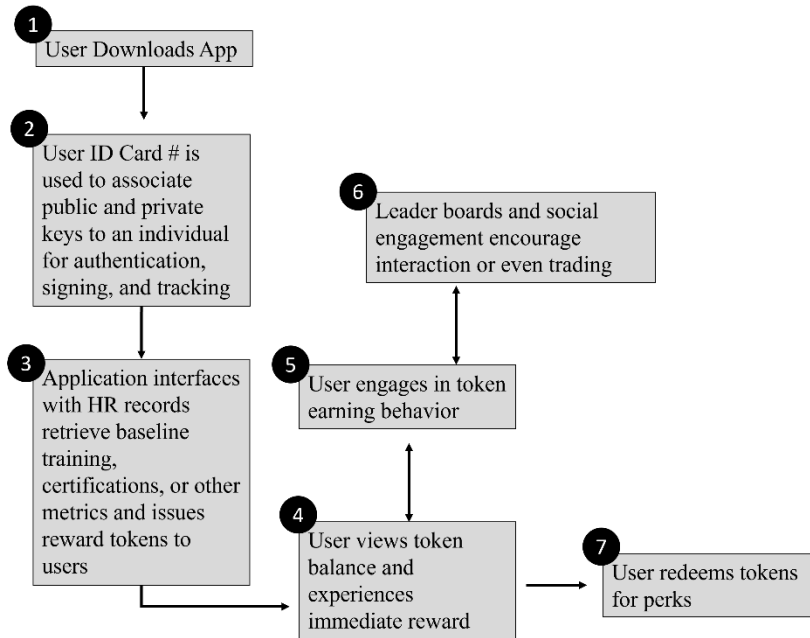 1
User Downloads App
2
User ID Card # is
used to associate
public and private
keys to an individual
for authentication,
signing, and tracking
3
Application interfaces
with HR records
retrieve baseline
training,
certifications, or other
metrics and issues
reward tokens to
users
4
User views token
balance and
experiences
immediate reward
5
User engages in token
earning behavior
6
Leader boards and social
engagement encourage
interaction or even trading
7
User redeems tokens
for perks